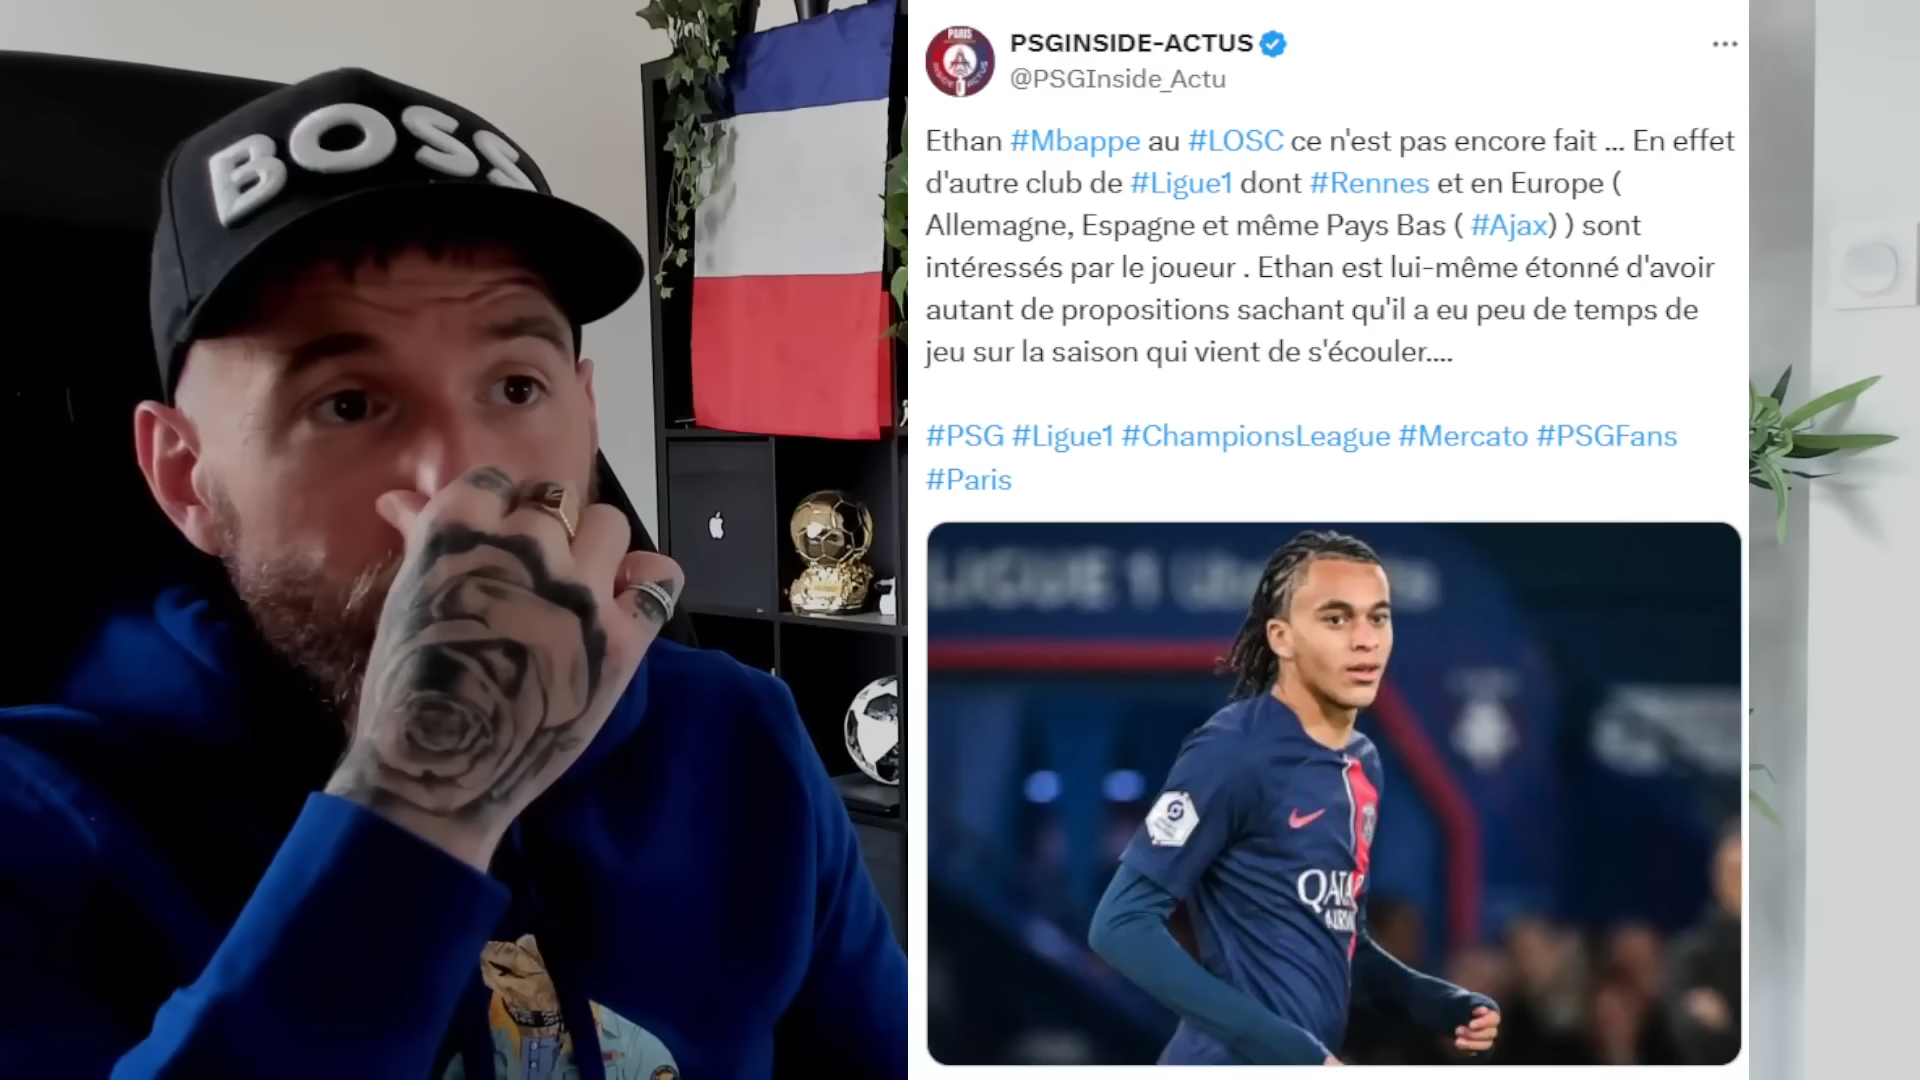 BOSS
PSGINSIDE-ACTUS
@PSGInside_Actu
Ethan #Mbappe au #LOSC ce n'est pas encore fait ... En effet
d'autre club de #Ligue1 dont #Rennes et en Europe (
Allemagne, Espagne et même Pays Bas ( #Ajax) ) sont
intéressés par le joueur . Ethan est lui-même étonné d'avoir
autant de propositions sachant qu'il a eu peu de temps de
jeu sur la saison qui vient de s'écouler....
#PSG #Ligue1 #ChampionsLeague #Mercato #PSGFans
#Paris
PARIS
LIGUE 1
QATA